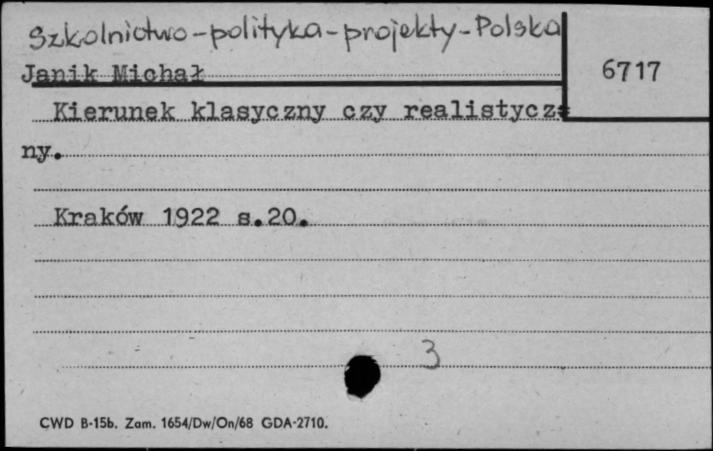 Szkolnictwo-polityka-projekty-Polska
Janik Michał
6717
Kierunek klasyczny czy realistycz=
ny.
Kraków 1922 s.20.
3
CWD B-15b. Zam. 1654/Dw/On/68 GDA-2710.